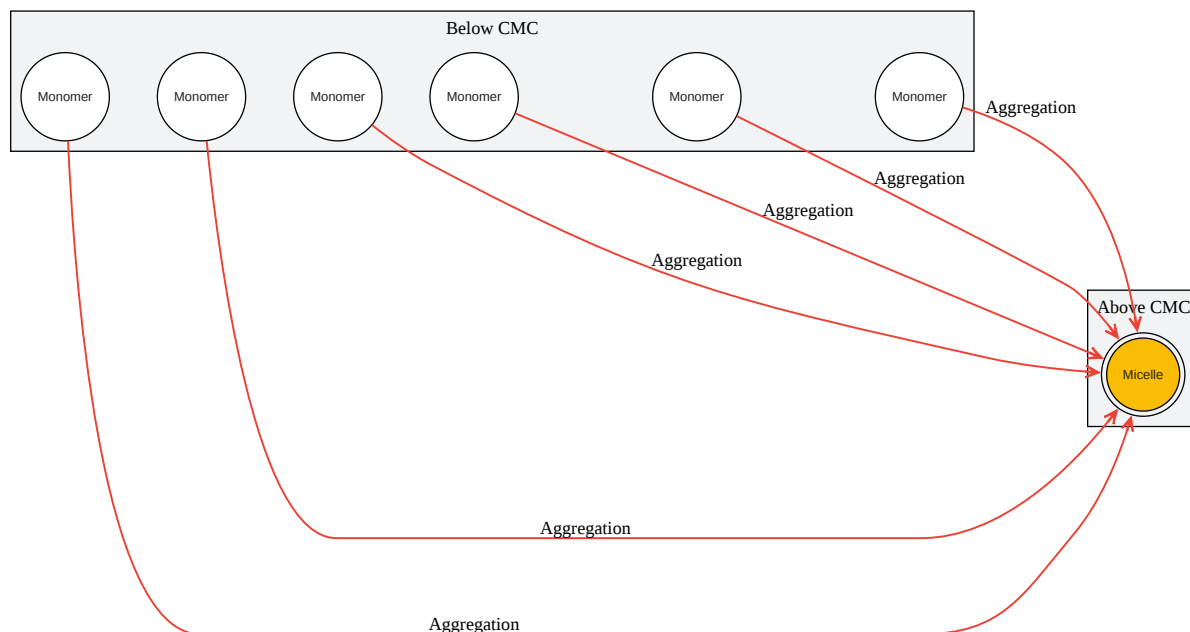 Below CMC
Monomer
Monomer
Monomer
Monomer
Monomer
Monomer
Aggregation
Aggregation
Aggregation
Aggregation
Above CMC
Micelle
Aggregation
Aggregation